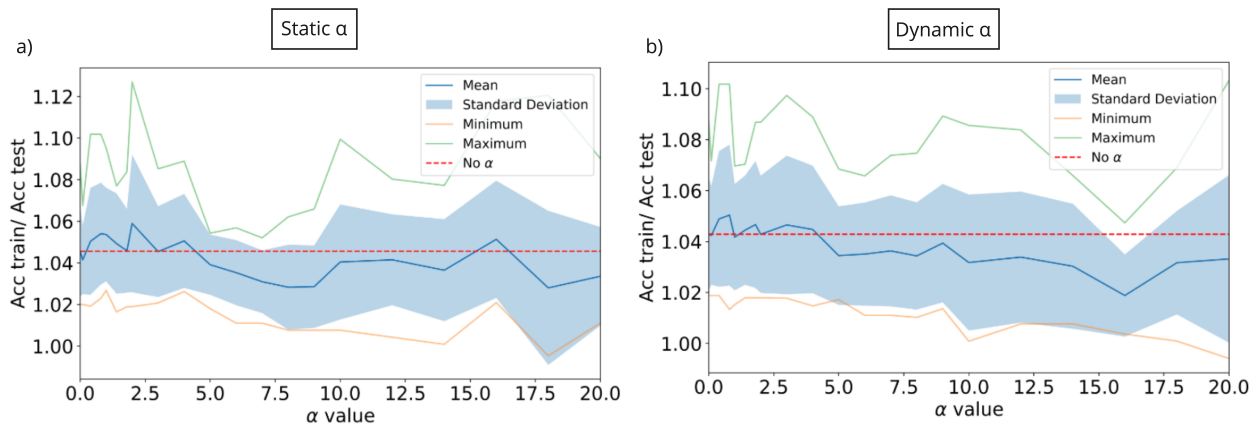 Static α
a)
Mean
Standard Deviation
Minimum
Maximum
No α
1.12
1.10
1.08
1.06
1.04
1.02
1.00
Acc train/ Acc test
0.0 2.5 5.0 7.5 10.0 12.5 15.0 17.5 20.0
α value
Dynamic α
b)
Mean
Standard Deviation
Minimum
Maximum
No α
1.10
1.08
1.06
1.04
1.02
1.00
Acc train/ Acc test
0.0 2.5 5.0 7.5 10.0 12.5 15.0 17.5 20.0
α value